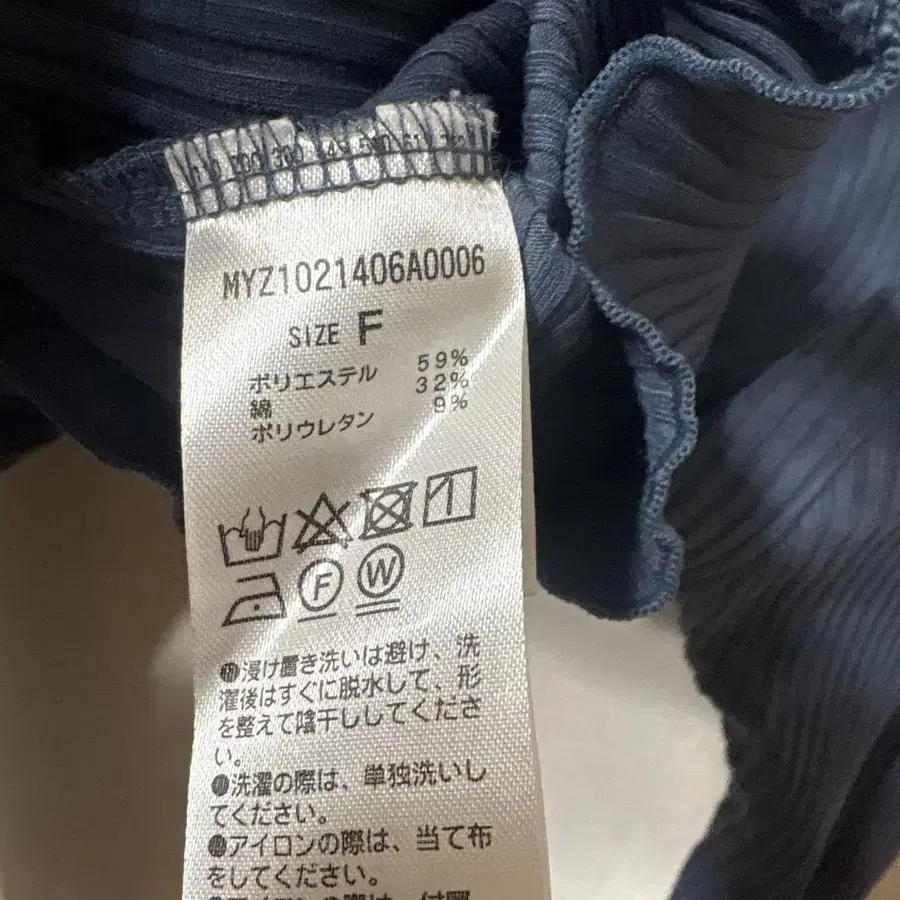 MYZ1021406A0006
SIZE F
ポリエステル 59%
綿 32%
ポリウレタン 9%
F W
浸け置き洗いは避け、洗
濯後はすぐに脱水して、形
を整えて陰干ししてくださ
い。
洗濯の際は、単独洗いし
てください。
アイロンの際は、当て布
をしてください。